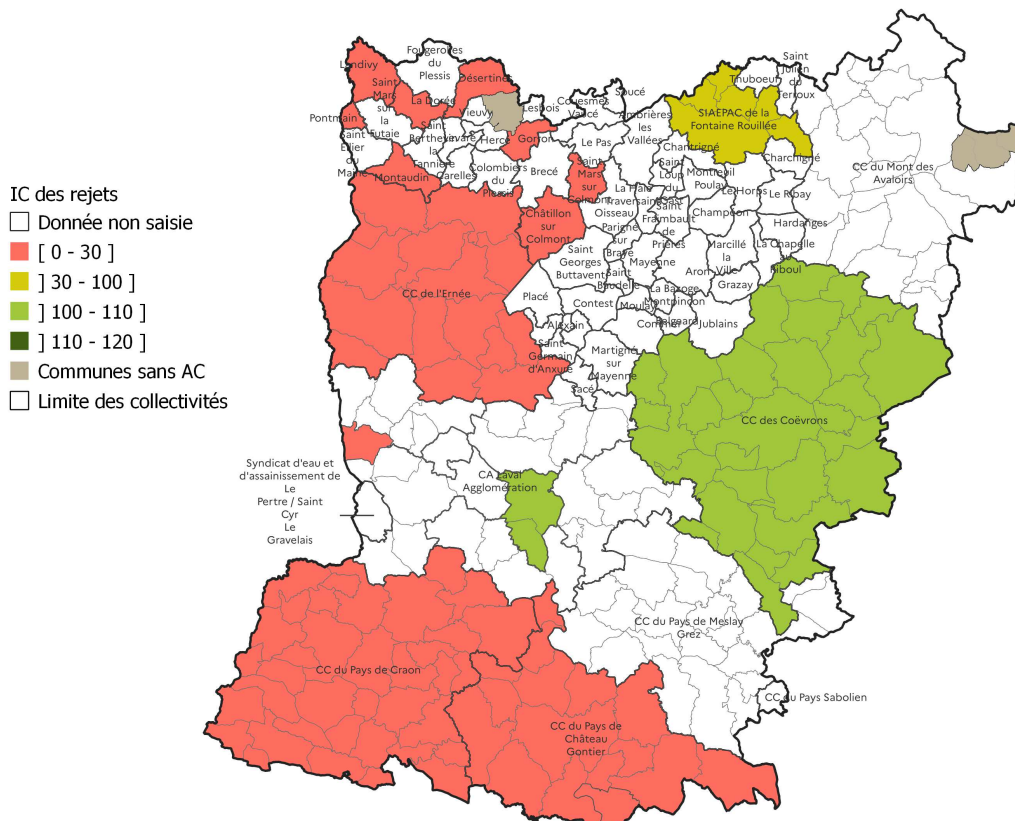 IC des rejets
Donnée non saisie
[ 0 - 30 ]
] 30 - 100 ]
] 100 - 110 ]
] 110 - 120 ]
Communes sans AC
Limite des collectivités
Landivy
Fougerolles
du
Plessis
Désertines
Saint
Mars
sur
la
Futaie
La Dorée
Pontmain
Vieuvy
Lesbois
Couesmes
Vaucé
Soucé
Ambrières
les
Vallées
Thuboeuf
Saint
Julien
du
Terroux
SIAEPAC de la
Fontaine Rouillée
Saint
Ellier du
Maine
Saint
Berthevin
la
Tannière
Levaré
Hercé
Gorron
Le Pas
Chantrigné
Charchigné
CC du Mont des
Avaloirs
Montaudin
Carelles
Colombiers
du
Plessis
Brecé
Saint
Mars
sur
Colmont
La Haie
Traversaine
Oisseau
Saint
Loup
du
Gast
Montreuil
Poulay
Le Horps
Le Ribay
Hardanges
Châtillon
sur
Colmont
Parigné
sur
Braye
Saint
Fraimbault
de
Prières
Champéon
Marcillé
la
Ville
La Chapelle
au
Riboul
Saint
Georges
Buttavent
Mayenne
Saint
Baudelle
Aron
Grazay
CC de l'Ernée
Placé
Contest
Moulay
La Bazoge
Montpinçon
Belgeard
Commer
Jublains
Alexain
Saint
Germain
d'Anxure
Martigné
sur
Mayenne
Sacé
CC des Coëvrons
Syndicat d'eau et
d'assainissement de
Le
Pertre / Saint
Cyr
Le
Gravelais
CA Laval
Agglomération
CC du Pays de Meslay
Grez
CC du Pays de Craon
CC du Pays Sabolien
CC du Pays de
Château
Gontier